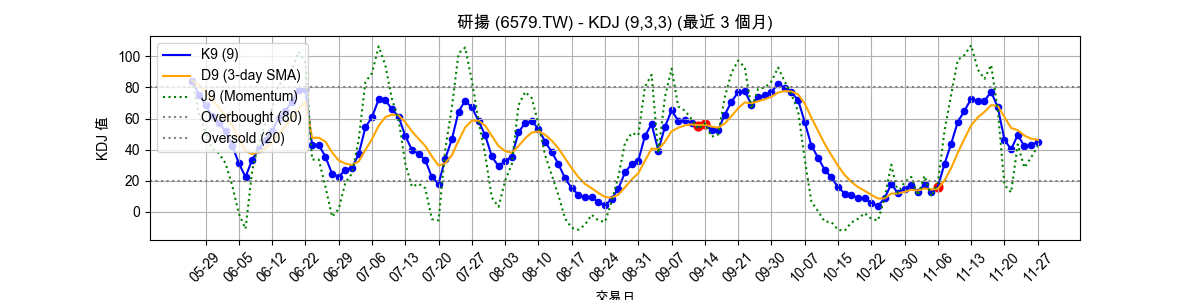 研揚 (6579.TW) - KDJ (9,3,3) (最近 3 個月)
KDJ 值
100
80
60
40
20
0
K9 (9)
D9 (3-day SMA)
J9 (Momentum)
Overbought (80)
Oversold (20)
05-29 06-05 06-12 06-22 06-29 07-06 07-13 07-20 07-27 08-03 08-10 08-17 08-24 08-31 09-07 09-14 09-21 09-30 10-07 10-15 10-22 10-30 11-06 11-13 11-20 11-27
交易日